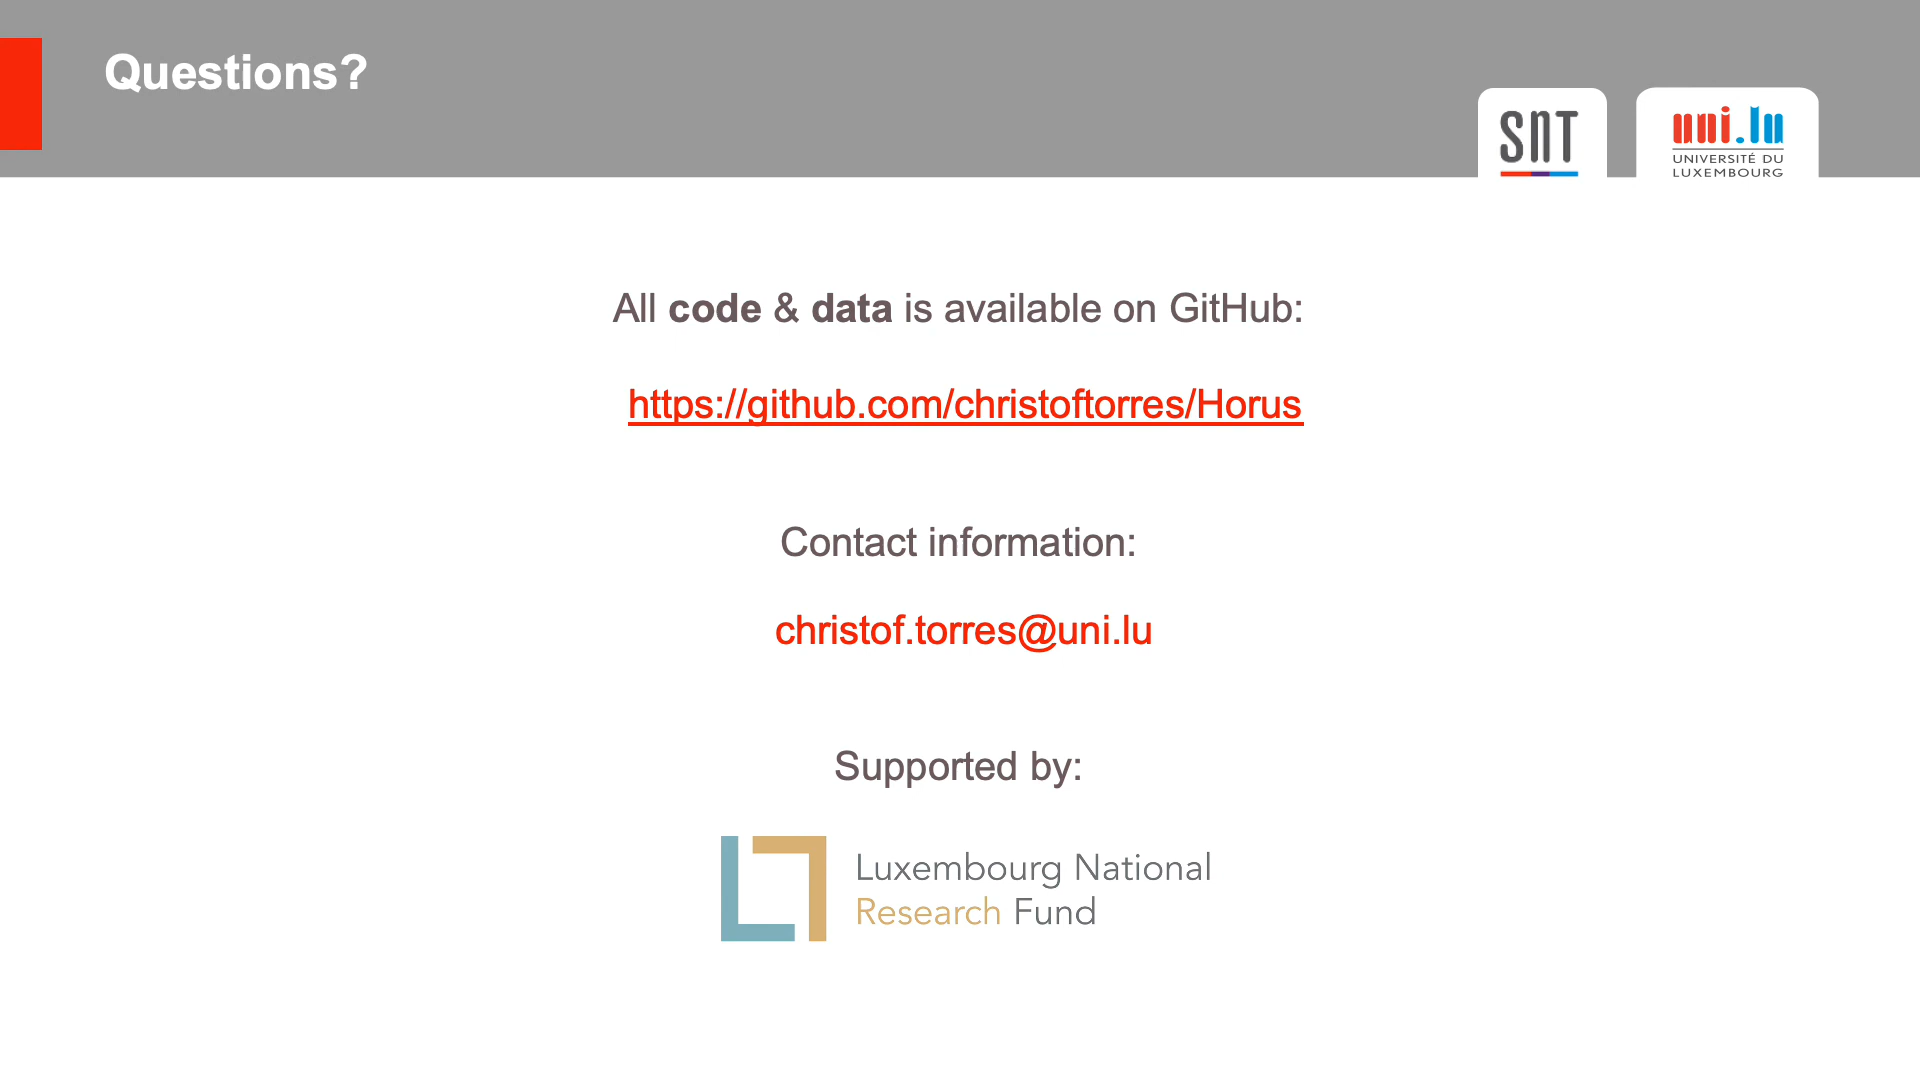 Questions?
SNT
uni.lu
UNIVERSITÉ DU
LUXEMBOURG
All code & data is available on GitHub:
https://github.com/christoftorres/Horus
Contact information:
christof.torres@uni.lu
Supported by:
Luxembourg National
Research Fund